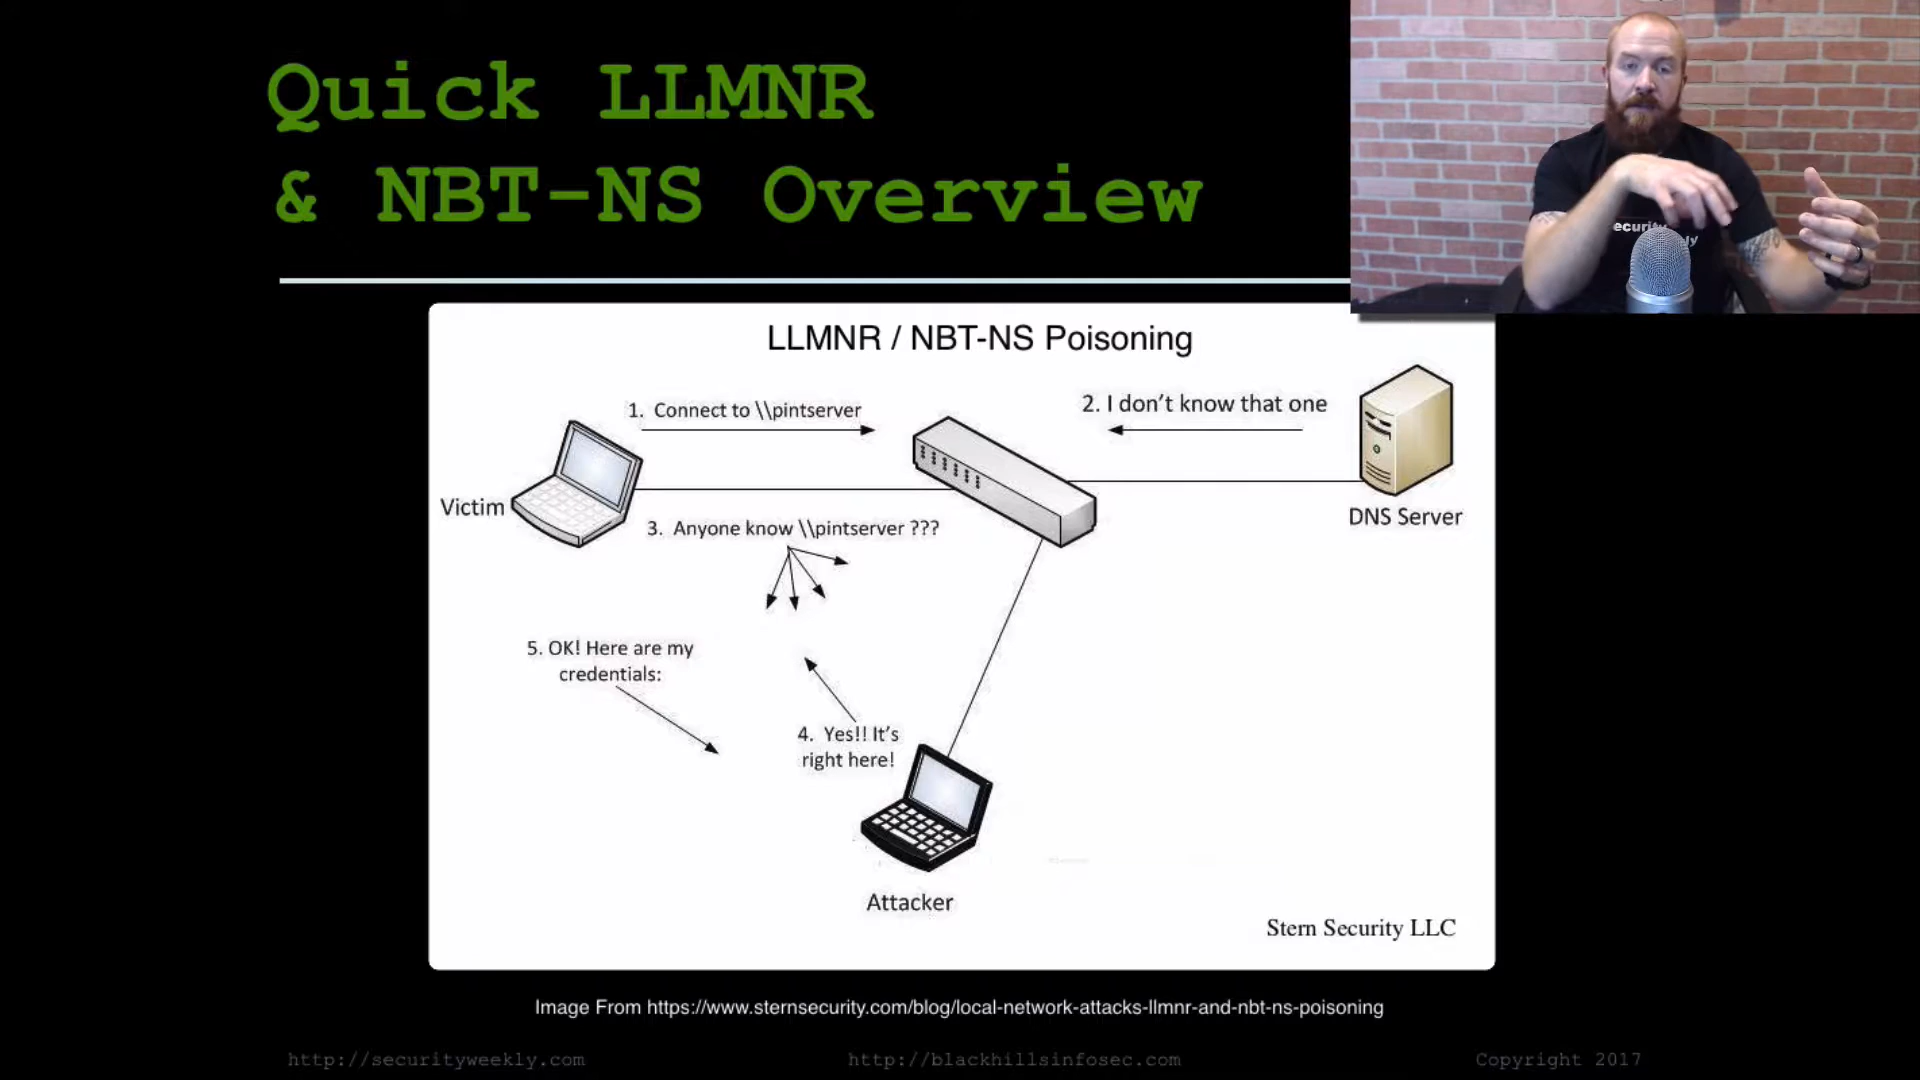 Quick LLMNR
& NBT-NS Overview
ecurity
ly
LLMNR / NBT-NS Poisoning
1. Connect to \\pintserver
2. I don't know that one
Victim
DNS Server
3. Anyone know \\pintserver ???
5. OK! Here are my
credentials:
4. Yes!! It's
right here!
Attacker
Stern Security LLC
Image From https://www.sternsecurity.com/blog/local-network-attacks-llmnr-and-nbt-ns-poisoning
http://securityweekly.com
http://blackhillsinfosec.com
Copyright 2017